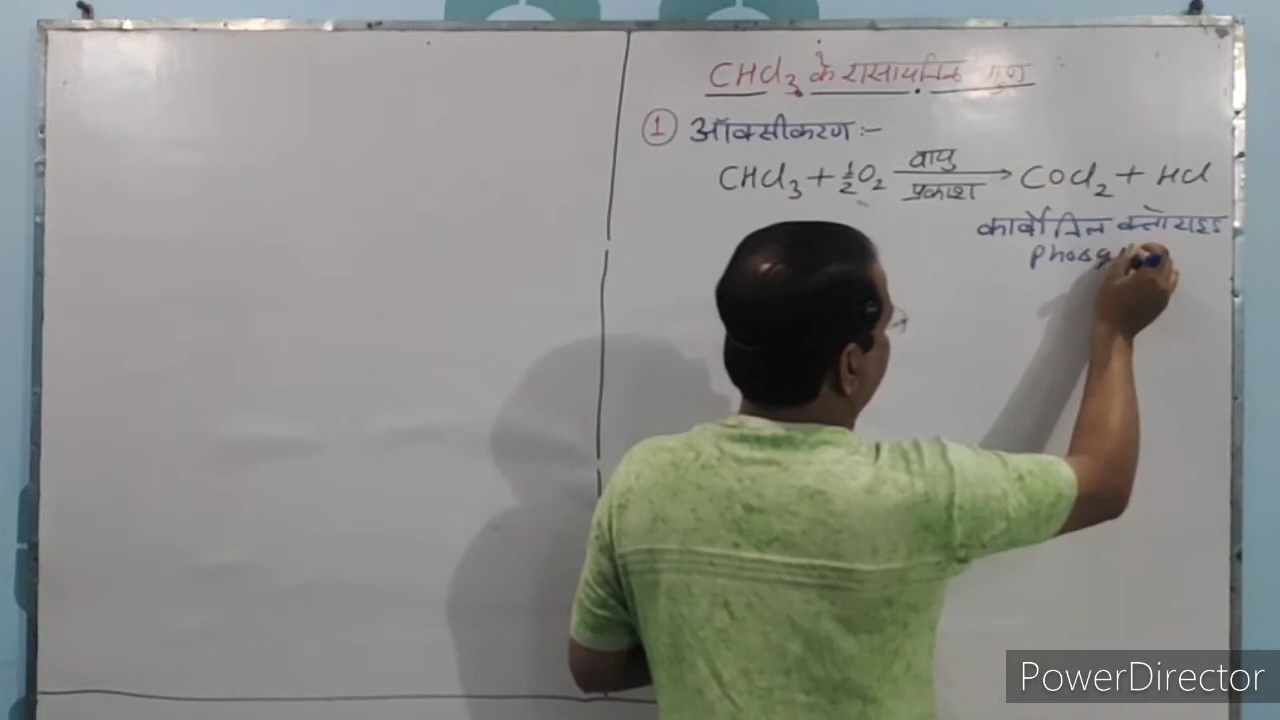 CHCl₃ के रासायनिक गुण
① ऑक्सीकरण :-
CHCl₃ + ½O₂ वायु/प्रकाश → COCl₂ + HCl
कार्बोनिल क्लोराइड
phosg
PowerDirector